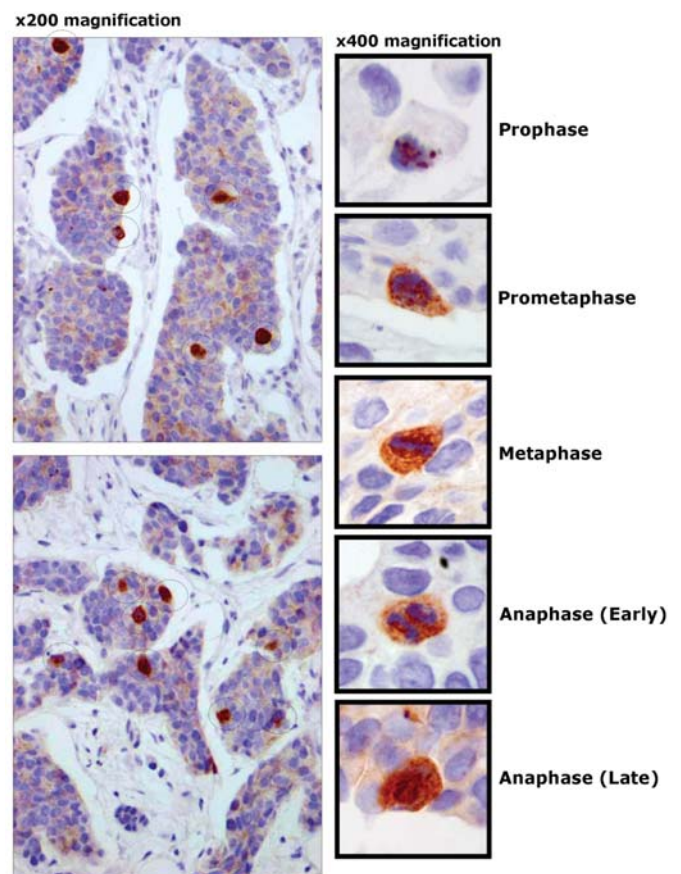 x200 magnification
x400 magnification
Prophase
Prometaphase
Metaphase
Anaphase (Early)
Anaphase (Late)